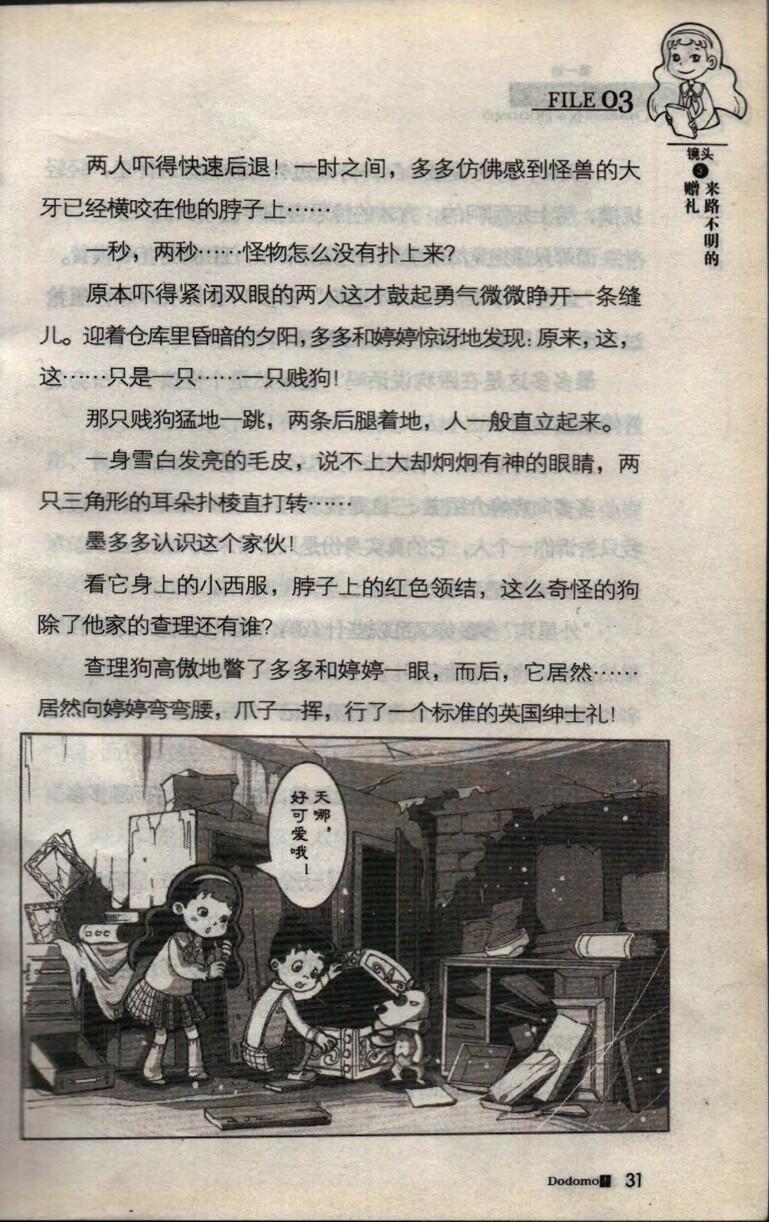 FILE 03
镜头
3
来路不明的
赠礼
两人吓得快速后退！一时之间，多多仿佛感到怪兽的大
牙已经横咬在他的脖子上……
一秒，两秒……怪物怎么没有扑上来？
原本吓得紧闭双眼的两人这才鼓起勇气微微睁开一条缝
儿。迎着仓库里昏暗的夕阳，多多和婷婷惊讶地发现：原来，这，
这……只是一只……一只贱狗！
那只贱狗猛地一跳，两条后腿着地，人一般直立起来。
一身雪白发亮的毛皮，说不上大却炯炯有神的眼睛，两
只三角形的耳朵扑棱直打转……
墨多多认识这个家伙！
看它身上的小西服，脖子上的红色领结，这么奇怪的狗
除了他家的查理还有谁？
查理狗高傲地瞥了多多和婷婷一眼，而后，它居然……
居然向婷婷弯弯腰，爪子一挥，行了一个标准的英国绅士礼！
天哪，
好可爱哦！
Dodomo! 31